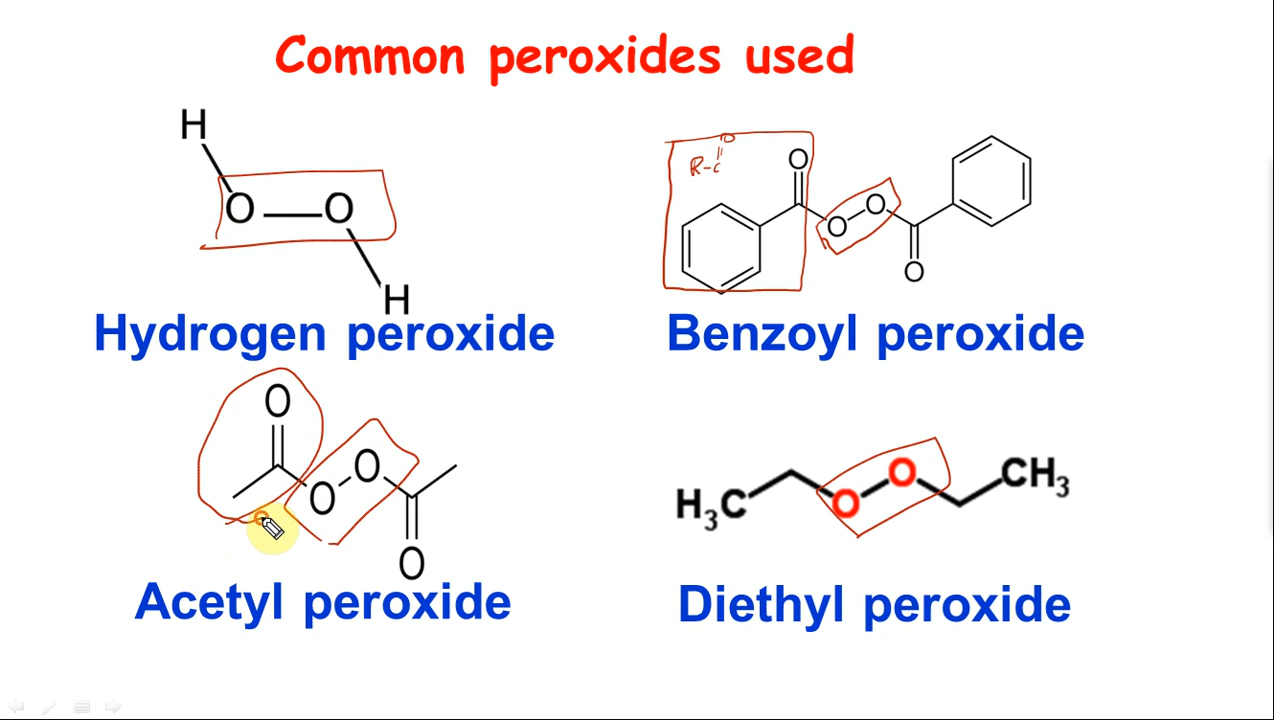 Common peroxides used
H
O
O
H
Hydrogen peroxide
R-C
O
O
O
O
O
Benzoyl peroxide
O
O
O
O
Acetyl peroxide
H₃C
O
O
CH₃
Diethyl peroxide